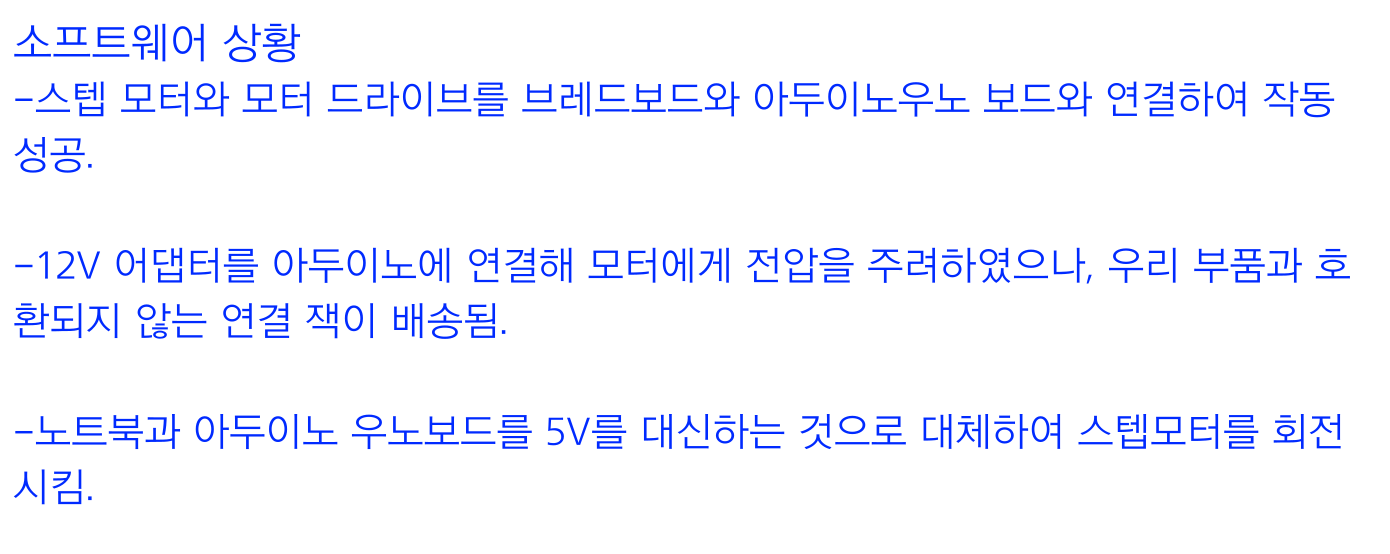 소프트웨어 상황
-스텝 모터와 모터 드라이브를 브레드보드와 아두이노우노 보드와 연결하여 작동
성공.
-12V 어댑터를 아두이노에 연결해 모터에게 전압을 주려하였으나, 우리 부품과 호
환되지 않는 연결 잭이 배송됨.
-노트북과 아두이노 우노보드를 5V를 대신하는 것으로 대체하여 스텝모터를 회전
시킴.